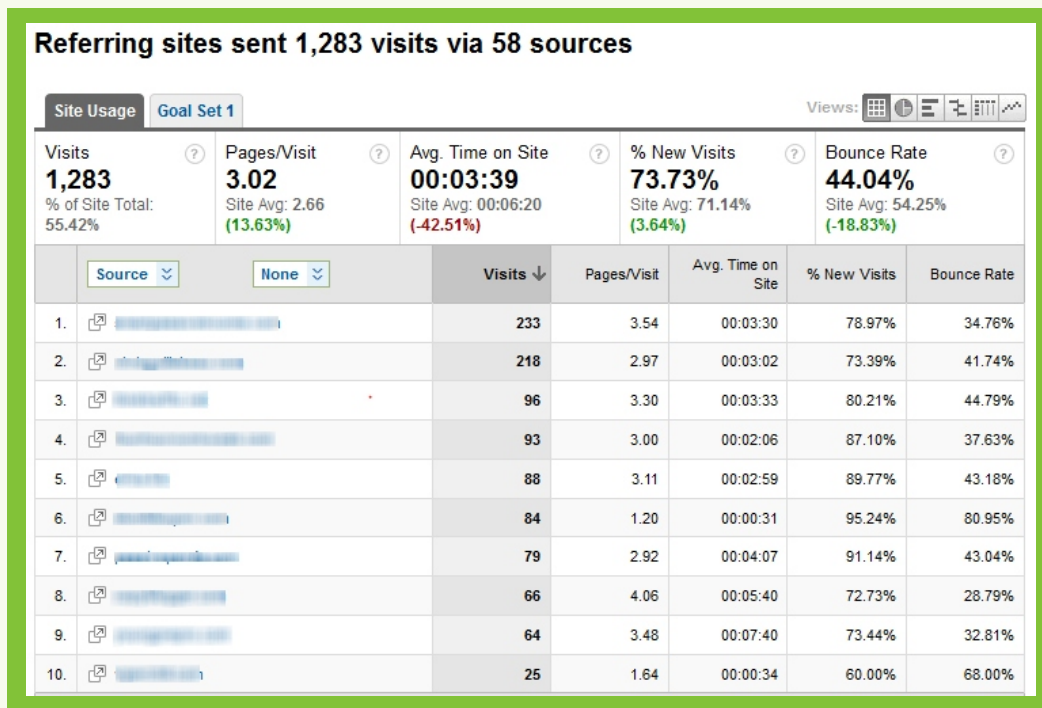 Referring sites sent 1,283 visits via 58 sources
Site Usage Goal Set 1 Views:
Visits ? Pages/Visit ? Avg. Time on Site ? % New Visits ? Bounce Rate ?
1,283 3.02 00:03:39 73.73% 44.04%
% of Site Total: Site Avg: 2.66 Site Avg: 00:06:20 Site Avg: 71.14% Site Avg: 54.25%
55.42% (13.63%) (-42.51%) (3.64%) (-18.83%)
Source None Visits Pages/Visit Avg. Time on Site % New Visits Bounce Rate
1. 233 3.54 00:03:30 78.97% 34.76%
2. 218 2.97 00:03:02 73.39% 41.74%
3. 96 3.30 00:03:33 80.21% 44.79%
4. 93 3.00 00:02:06 87.10% 37.63%
5. 88 3.11 00:02:59 89.77% 43.18%
6. 84 1.20 00:00:31 95.24% 80.95%
7. 79 2.92 00:04:07 91.14% 43.04%
8. 66 4.06 00:05:40 72.73% 28.79%
9. 64 3.48 00:07:40 73.44% 32.81%
10. 25 1.64 00:00:34 60.00% 68.00%